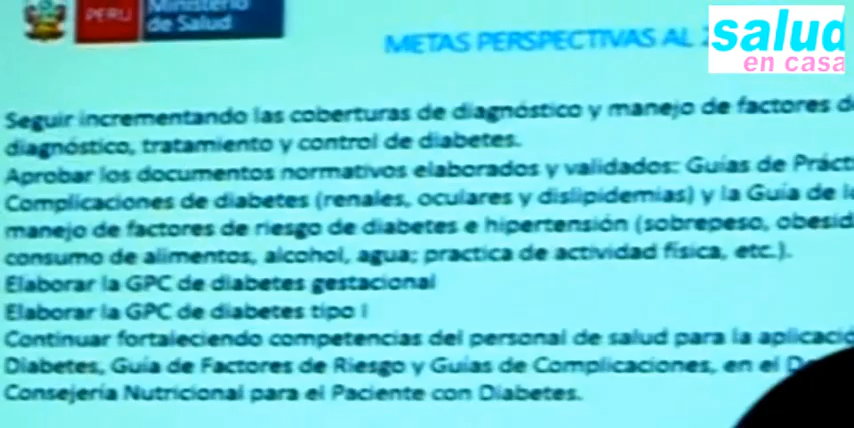 PERÚ
Ministerio
de Salud
METAS PERSPECTIVAS AL
salud
en casa
Seguir incrementando las coberturas de diagnóstico y manejo de factores
diagnóstico, tratamiento y control de diabetes.
Aprobar los documentos normativos elaborados y validados: Guías de
Complicaciones de diabetes (renales, oculares y dislipidemias) y la Guía de
manejo de factores de riesgo de diabetes e hipertensión (sobrepeso,
consumo de alimentos, alcohol, agua; practica de actividad física, etc.).
Elaborar la GPC de diabetes gestacional
Elaborar la GPC de diabetes tipo I
Continuar fortaleciendo competencias del personal de salud para la
Diabetes, Guía de Factores de Riesgo y Guías de Complicaciones, en el
Consejería Nutricional para el Paciente con Diabetes.